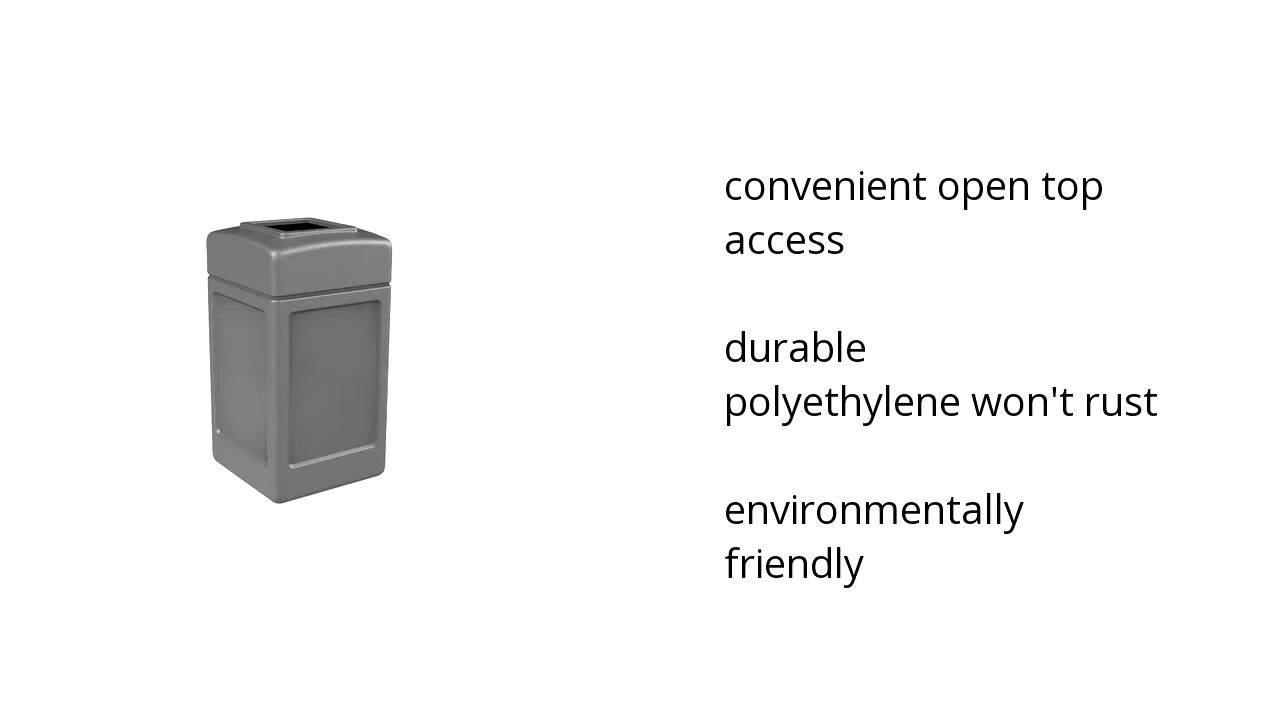 convenient open top
access
durable
polyethylene won't rust
environmentally
friendly